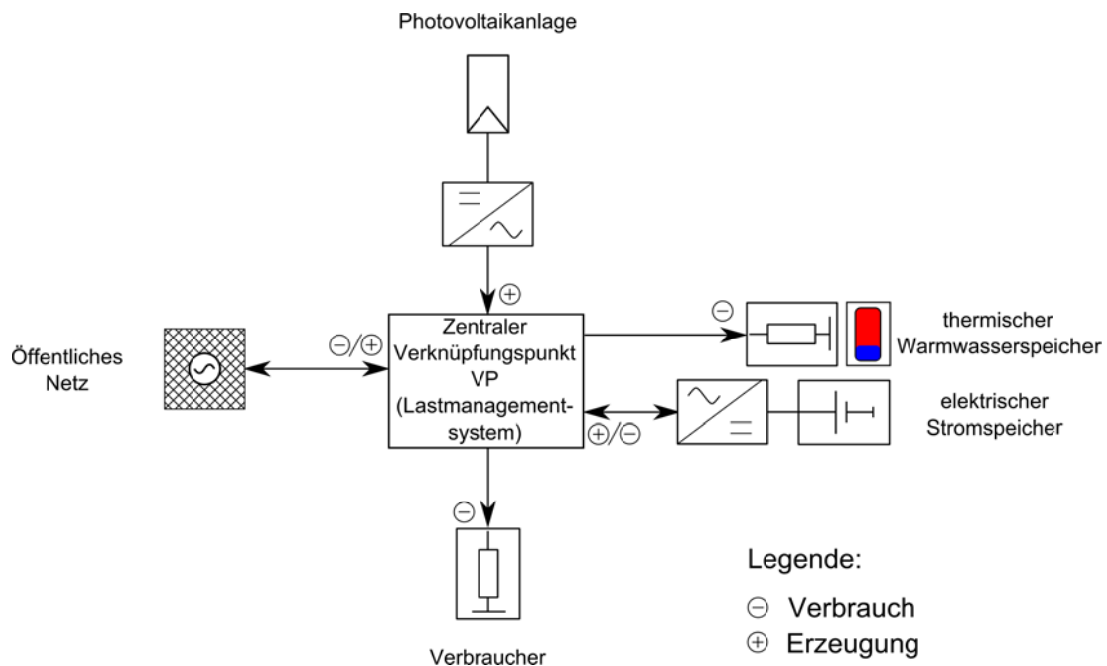 Photovoltaikanlage
⊕
Zentraler
Verknüpfungspunkt
VP
(Lastmanagement-
system)
⊖/⊕
Öffentliches
Netz
⊖
thermischer
Warmwasserspeicher
⊕/⊖
elektrischer
Stromspeicher
⊖
Verbraucher
Legende:
⊖ Verbrauch
⊕ Erzeugung